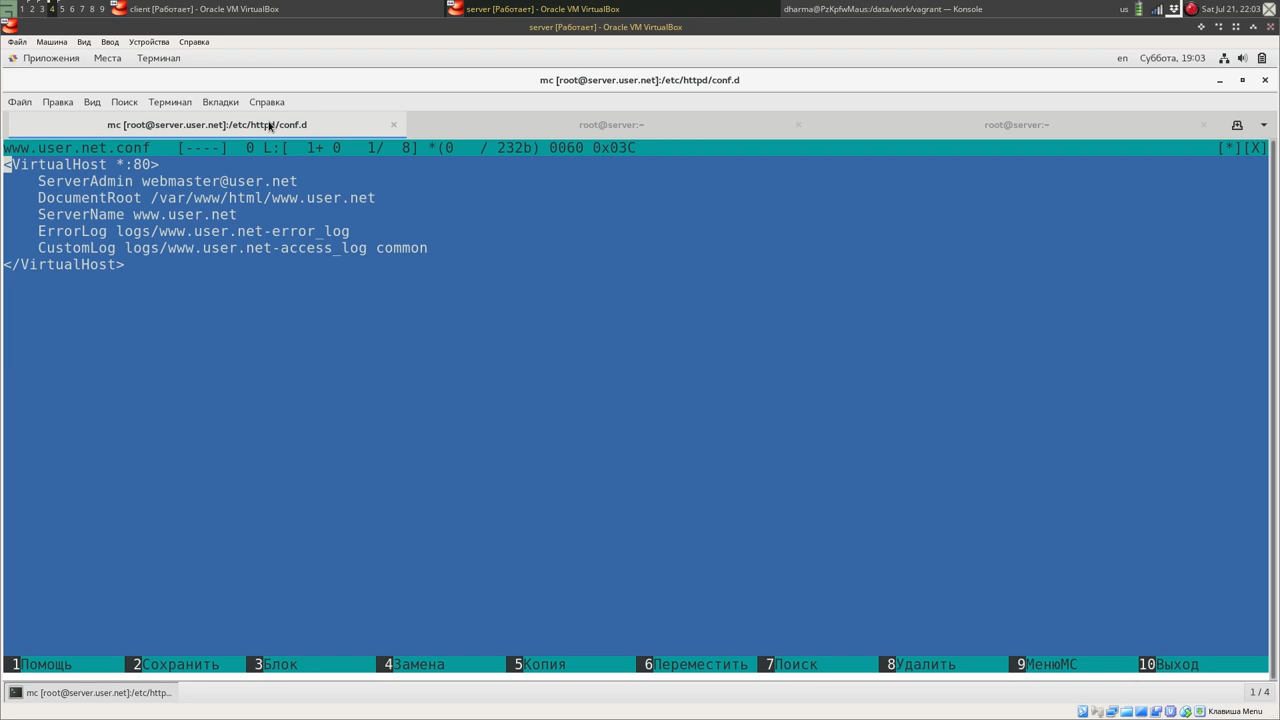 1 2 3 4 5 6 7 8 9 client [Работает] - Oracle VM VirtualBox server [Работает] - Oracle VM VirtualBox dharma@PzKpfwMaus:/data/work/vagrant — Konsole us Sat Jul 21, 22:03
server [Работает] - Oracle VM VirtualBox
Файл Машина Вид Ввод Устройства Справка
Приложения Места Терминал en Суббота, 19:03
mc [root@server.user.net]:/etc/httpd/conf.d
Файл Правка Вид Поиск Терминал Вкладки Справка
mc [root@server.user.net]:/etc/httpd/conf.d × root@server:~ × root@server:~ ×
www.user.net.conf [----] 0 L:[ 1+ 0 1/ 8] *(0 / 232b) 0060 0x03C [*][X]
<VirtualHost *:80>
    ServerAdmin webmaster@user.net
    DocumentRoot /var/www/html/www.user.net
    ServerName www.user.net
    ErrorLog logs/www.user.net-error_log
    CustomLog logs/www.user.net-access_log common
</VirtualHost>
1Помощь 2Сохранить 3Блок 4Замена 5Копия 6Переместить 7Поиск 8Удалить 9МенюMC 10Выход
mc [root@server.user.net]:/etc/http... 1 / 4
Клавиша Menu